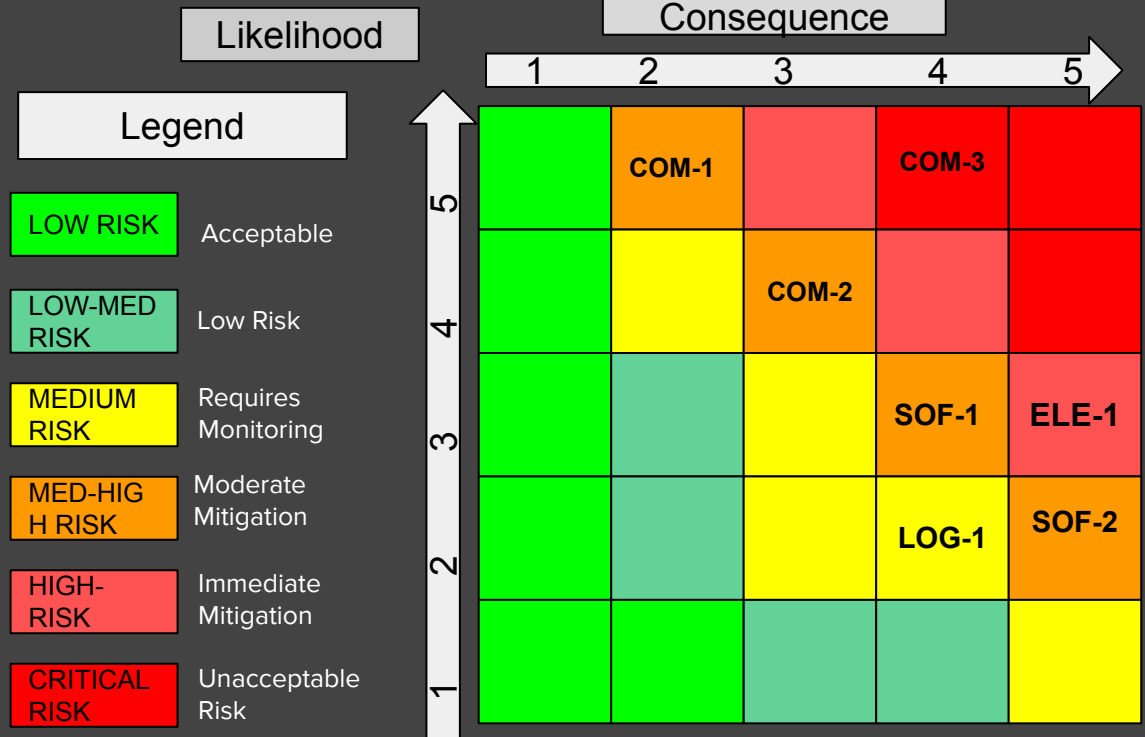 Likelihood
Consequence
1 2 3 4 5
Legend
LOW RISK
Acceptable
LOW-MED
RISK
Low Risk
MEDIUM
RISK
Requires
Monitoring
MED-HIG
H RISK
Moderate
Mitigation
HIGH-
RISK
Immediate
Mitigation
CRITICAL
RISK
Unacceptable
Risk
5
COM-1
COM-3
4
COM-2
3
SOF-1
ELE-1
2
LOG-1
SOF-2
1